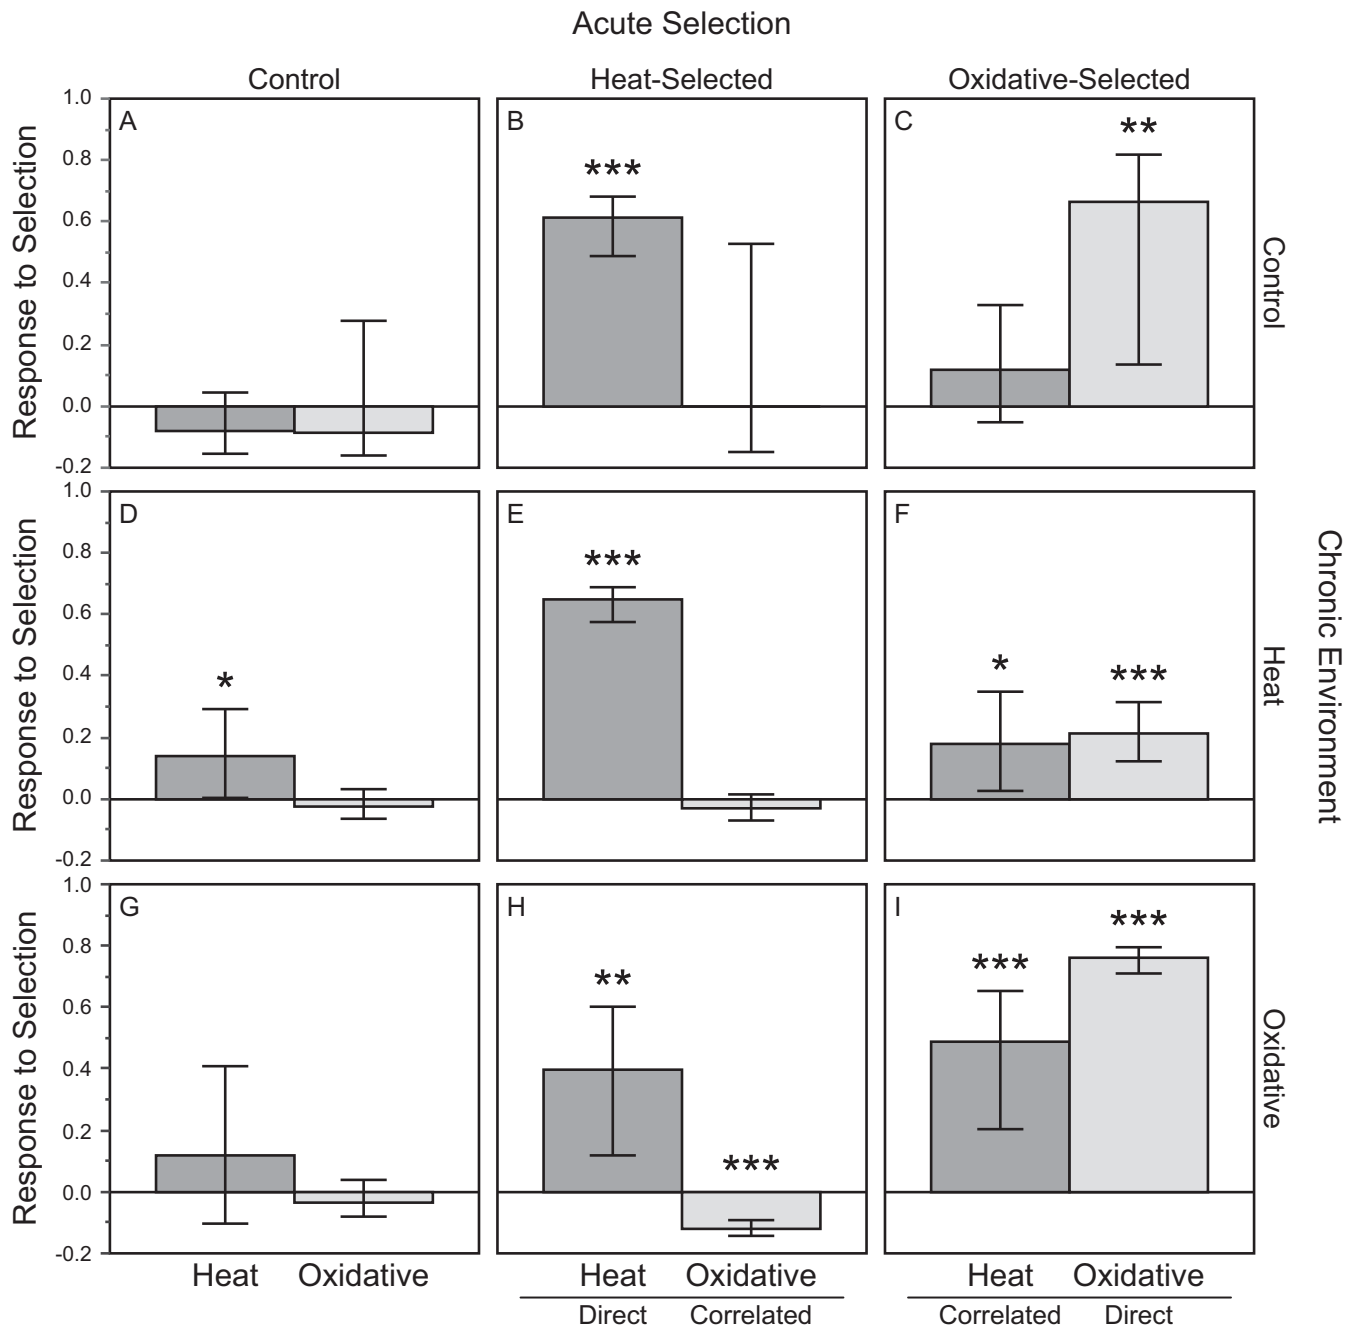 Acute Selection
Control Heat-Selected Oxidative-Selected
Response to Selection
1.0
0.8
0.6
0.4
0.2
0.0
-0.2
A
B
***
C
**
Control
Response to Selection
1.0
0.8
0.6
0.4
0.2
0.0
-0.2
D
*
E
***
F
*
***
Heat
Chronic Environment
Response to Selection
1.0
0.8
0.6
0.4
0.2
0.0
-0.2
G
H
**
***
I
***
***
Oxidative
Heat Oxidative Heat Oxidative Heat Oxidative
Direct Correlated Correlated Direct